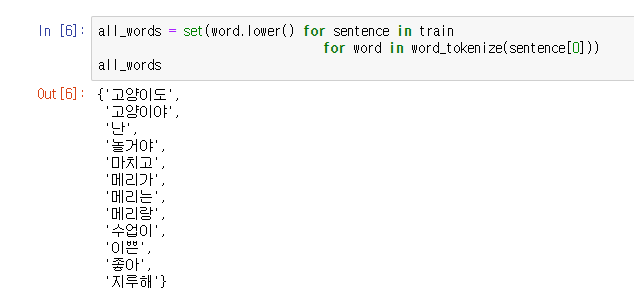 In [6]: all_words = set(word.lower() for sentence in train
for word in word_tokenize(sentence[0]))
all_words
Out[6]: {'고양이도',
'고양이야',
'난',
'놀거야',
'마치고',
'메리가',
'메리는',
'메리랑',
'수업이',
'이쁜',
'좋아',
'지루해'}